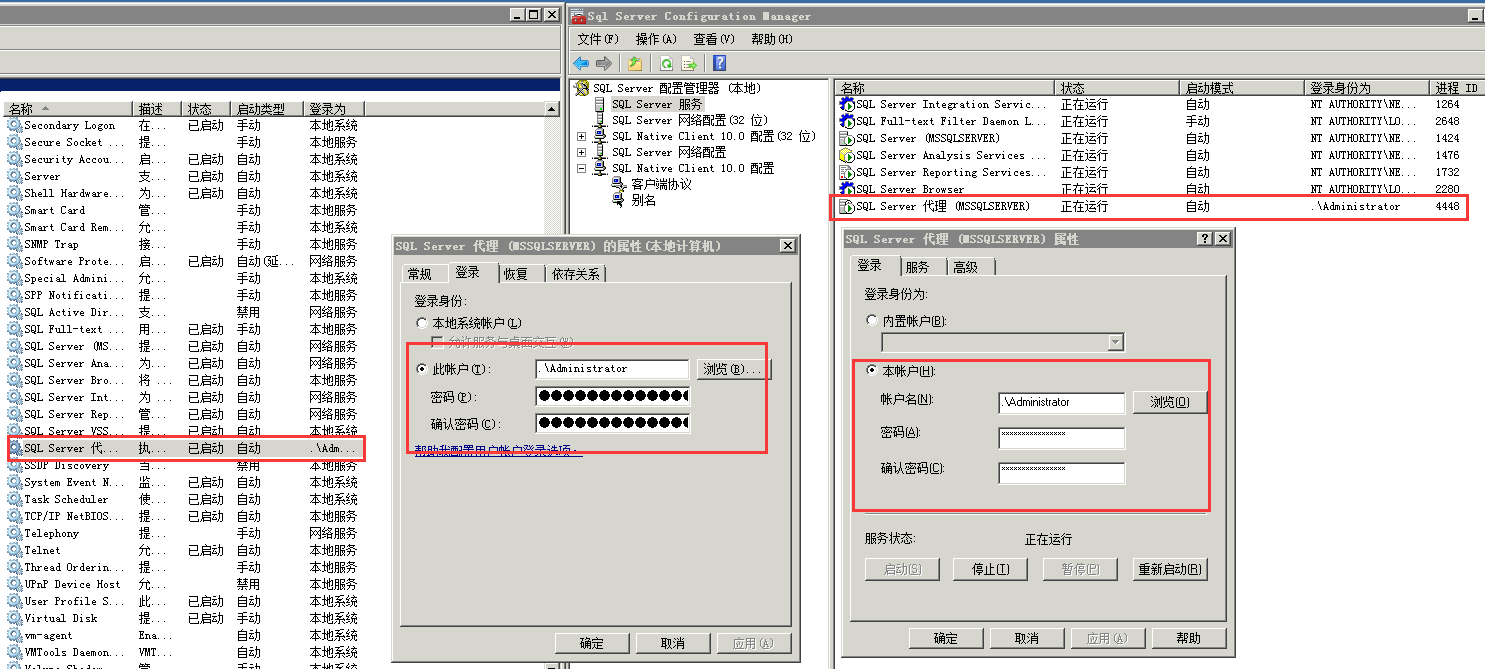 名称 描述 状态 启动类型 登录为
Secondary Logon 在... 已启动 手动 本地系统
Secure Socket ... 提... 手动 本地服务
Security Accou... 启... 已启动 自动 本地系统
Server 支... 已启动 自动 本地系统
Shell Hardware... 为... 已启动 自动 本地系统
Smart Card 管... 手动 本地服务
Smart Card Rem... 允... 手动 本地系统
SNMP Trap 接... 手动 本地服务
Software Prote... 启... 已启动 自动(延... 网络服务
Special Admini... 允... 手动 本地系统
SPP Notificati... 提... 手动 本地服务
SQL Active Dir... 支... 禁用 网络服务
SQL Full-text ... 用... 已启动 手动 本地服务
SQL Server (MS... 提... 已启动 自动 网络服务
SQL Server Ana... 为... 已启动 自动 网络服务
SQL Server Bro... 将 ... 已启动 自动 本地服务
SQL Server Int... 为 ... 已启动 自动 网络服务
SQL Server Rep... 管... 已启动 自动 网络服务
SQL Server VSS... 提... 已启动 自动 本地系统
SQL Server 代... 执... 已启动 自动 .\Adm...
SSDP Discovery 当... 禁用 本地服务
System Event N... 监... 已启动 自动 本地系统
Task Scheduler 使... 已启动 自动 本地系统
TCP/IP NetBIOS... 提... 已启动 自动 本地服务
Telephony 提... 手动 网络服务
Telnet 允... 已启动 自动 本地服务
Thread Orderin... 提... 手动 本地服务
UPnP Device Host 允... 禁用 本地服务
User Profile S... 此... 已启动 自动 本地系统
Virtual Disk 提... 已启动 手动 本地系统
vm-agent Ena... 自动 本地系统
VMTools Daemon... VMT... 自动 本地系统
Volume Shadow 管 手动 本地系统
SQL Server 代理 (MSSQLSERVER) 的属性(本地计算机)
常规 登录 恢复 依存关系
登录身份:
本地系统帐户(L)
允许服务与桌面交互(W)
此帐户(T): .\Administrator 浏览(B)...
密码(P): ●●●●●●●●●●●●●
确认密码(C): ●●●●●●●●●●●●●
帮助我配置用户帐户登录选项。
确定 取消 应用(A)
Sql Server Configuration Manager
文件(F) 操作(A) 查看(V) 帮助(H)
SQL Server 配置管理器 (本地)
SQL Server 服务
SQL Server 网络配置(32 位)
SQL Native Client 10.0 配置(32 位)
SQL Server 网络配置
SQL Native Client 10.0 配置
客户端协议
别名
名称 状态 启动模式 登录身份为 进程 ID
SQL Server Integration Servic... 正在运行 自动 NT AUTHORITY\NE... 1264
SQL Full-text Filter Daemon L... 正在运行 手动 NT AUTHORITY\LO... 2648
SQL Server (MSSQLSERVER) 正在运行 自动 NT AUTHORITY\NE... 1424
SQL Server Analysis Services ... 正在运行 自动 NT AUTHORITY\NE... 1476
SQL Server Reporting Services... 正在运行 自动 NT AUTHORITY\NE... 1732
SQL Server Browser 正在运行 自动 NT AUTHORITY\LO... 2280
SQL Server 代理 (MSSQLSERVER) 正在运行 自动 .\Administrator 4448
SQL Server 代理 (MSSQLSERVER) 属性
登录 服务 高级
登录身份为:
内置帐户(B):
本帐户(H):
帐户名(N): .\Administrator 浏览(O)
密码(A): ***************
确认密码(C): ***************
服务状态: 正在运行
启动(S) 停止(T) 暂停(P) 重新启动(R)
确定 取消 应用(A) 帮助